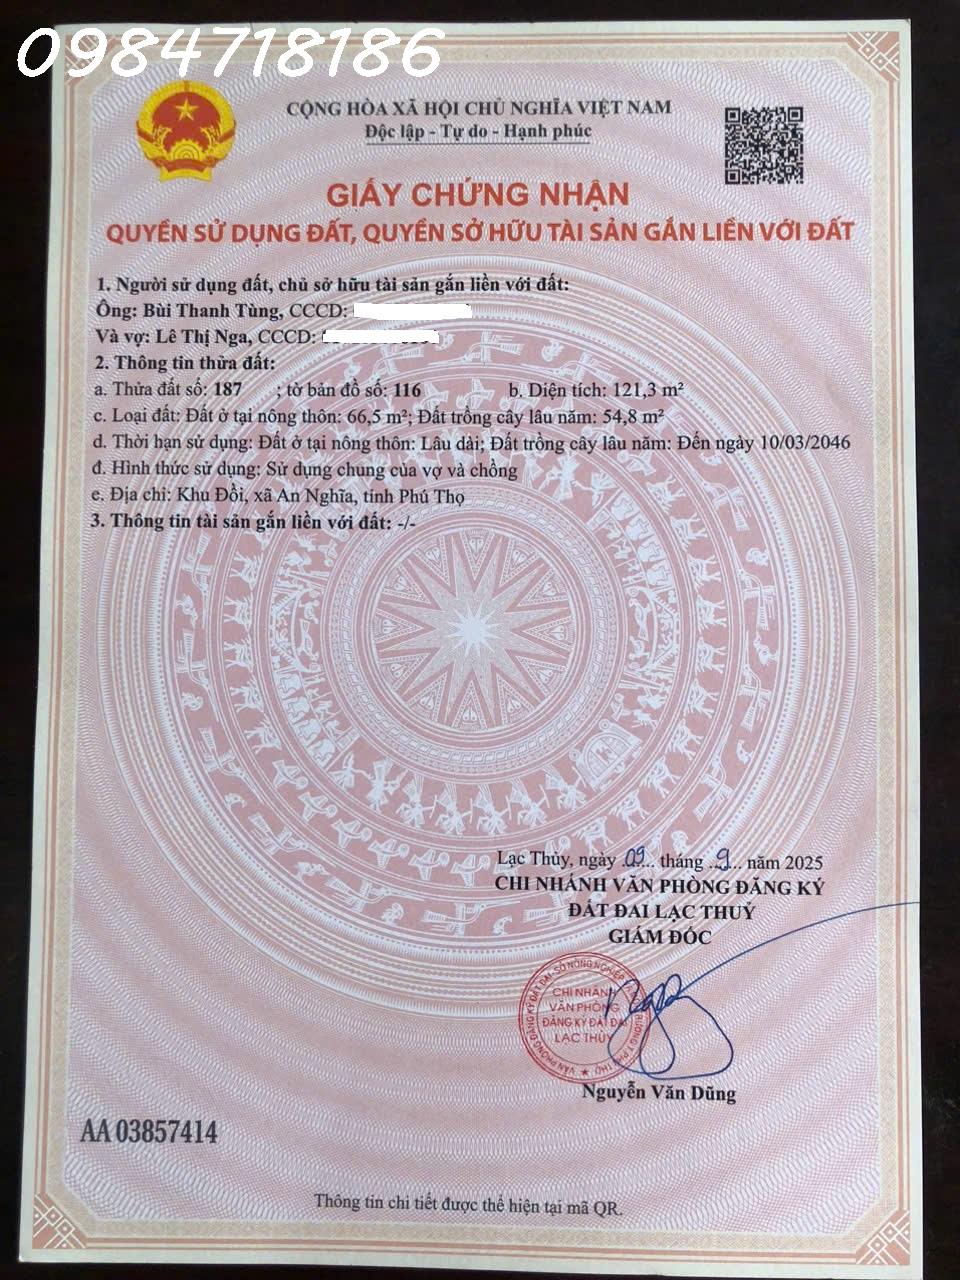 0984718186
CỘNG HÒA XÃ HỘI CHỦ NGHĨA VIỆT NAM
Độc lập - Tự do - Hạnh phúc
GIẤY CHỨNG NHẬN
QUYỀN SỬ DỤNG ĐẤT, QUYỀN SỞ HỮU TÀI SẢN GẮN LIỀN VỚI ĐẤT
1. Người sử dụng đất, chủ sở hữu tài sản gắn liền với đất:
Ông: Bùi Thanh Tùng, CCCD:
Và vợ: Lê Thị Nga, CCCD:
2. Thông tin thửa đất:
a. Thửa đất số: 187 ; tờ bản đồ số: 116 b. Diện tích: 121,3 m²
c. Loại đất: Đất ở tại nông thôn: 66,5 m²; Đất trồng cây lâu năm: 54,8 m²
d. Thời hạn sử dụng: Đất ở tại nông thôn: Lâu dài; Đất trồng cây lâu năm: Đến ngày 10/03/2046
đ. Hình thức sử dụng: Sử dụng chung của vợ và chồng
e. Địa chỉ: Khu Đồi, xã An Nghĩa, tỉnh Phú Thọ
3. Thông tin tài sản gắn liền với đất: -/-
Lạc Thủy, ngày 09 tháng 9 năm 2025
CHI NHÁNH VĂN PHÒNG ĐĂNG KÝ
ĐẤT ĐAI LẠC THUỶ
GIÁM ĐỐC
VĂN PHÒNG ĐĂNG KÝ ĐẤT ĐAI-SỞ NÔNG NGHIỆP
CHI NHÁNH
VĂN PHÒNG
ĐĂNG KÝ ĐẤT ĐAI
LẠC THỦY
Nguyễn Văn Dũng
AA 03857414
Thông tin chi tiết được thể hiện tại mã QR.